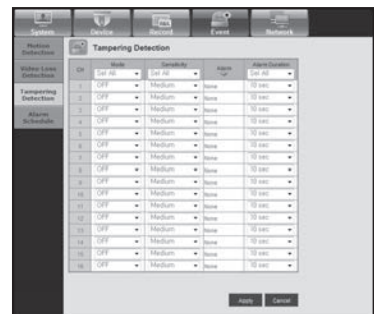 System Device Record Event Network
Motion Detection
Video Loss Detection
Tampering Detection
Alarm Schedule
Tampering Detection
CH Mode Sensitivity Alarm Alarm Duration
Sel All Sel All Sel All
1 OFF Medium None 10 sec
2 OFF Medium None 10 sec
3 OFF Medium None 10 sec
4 OFF Medium None 10 sec
5 OFF Medium None 10 sec
6 OFF Medium None 10 sec
7 OFF Medium None 10 sec
8 OFF Medium None 10 sec
9 OFF Medium None 10 sec
10 OFF Medium None 10 sec
11 OFF Medium None 10 sec
12 OFF Medium None 10 sec
13 OFF Medium None 10 sec
14 OFF Medium None 10 sec
15 OFF Medium None 10 sec
16 OFF Medium None 10 sec
Apply Cancel